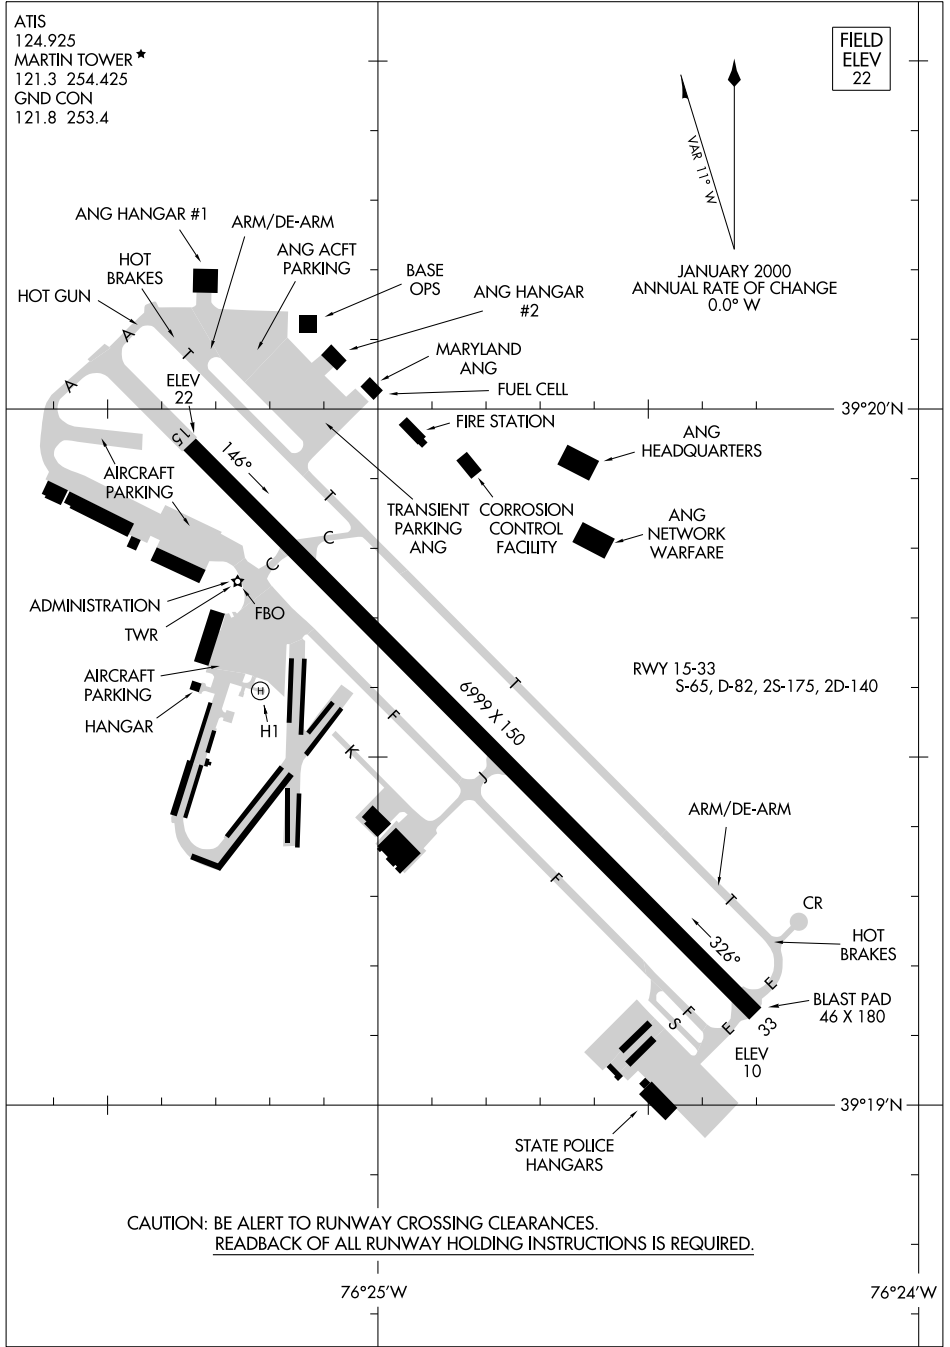 ATIS
124.925
MARTIN TOWER ★
121.3 254.425
GND CON
121.8 253.4
FIELD
ELEV
22
VAR 11° W
JANUARY 2000
ANNUAL RATE OF CHANGE
0.0° W
ANG HANGAR #1
ARM/DE-ARM
HOT
BRAKES
ANG ACFT
PARKING
HOT GUN
BASE
OPS
ANG HANGAR
#2
MARYLAND
ANG
FUEL CELL
A
A
T
ELEV
22
39°20'N
15
146°
FIRE STATION
ANG
HEADQUARTERS
AIRCRAFT
PARKING
T
TRANSIENT
PARKING
ANG
CORROSION
CONTROL
FACILITY
ANG
NETWORK
WARFARE
C
C
ADMINISTRATION
FBO
TWR
AIRCRAFT
PARKING
HANGAR
H
H1
T
RWY 15-33
S-65, D-82, 2S-175, 2D-140
6999 X 150
F
K
J
ARM/DE-ARM
F
T
CR
326°
HOT
BRAKES
E
BLAST PAD
46 X 180
F
S
E
33
ELEV
10
39°19'N
STATE POLICE
HANGARS
CAUTION: BE ALERT TO RUNWAY CROSSING CLEARANCES.
READBACK OF ALL RUNWAY HOLDING INSTRUCTIONS IS REQUIRED.
76°25'W
76°24'W